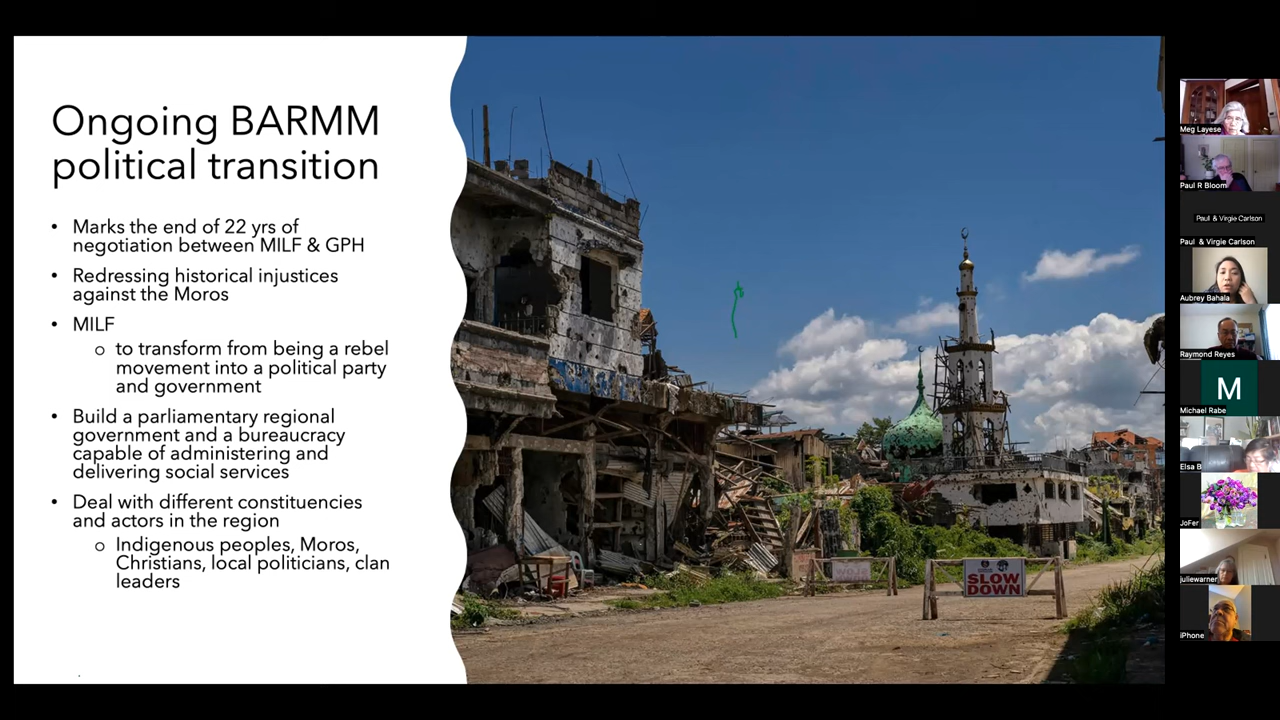 Ongoing BARMM
political transition
• Marks the end of 22 yrs of
negotiation between MILF & GPH
• Redressing historical injustices
against the Moros
• MILF
o to transform from being a rebel
movement into a political party
and government
• Build a parliamentary regional
government and a bureaucracy
capable of administering and
delivering social services
• Deal with different constituencies
and actors in the region
o Indigenous peoples, Moros,
Christians, local politicians, clan
leaders
SLOW
DOWN
Meg Layese
Paul R Bloom
Paul & Virgie Carlson
Paul & Virgie Carlson
Aubrey Bahala
Raymond Reyes
M
Michael Rabe
Elsa B
JoFer
juliewarner
iPhone